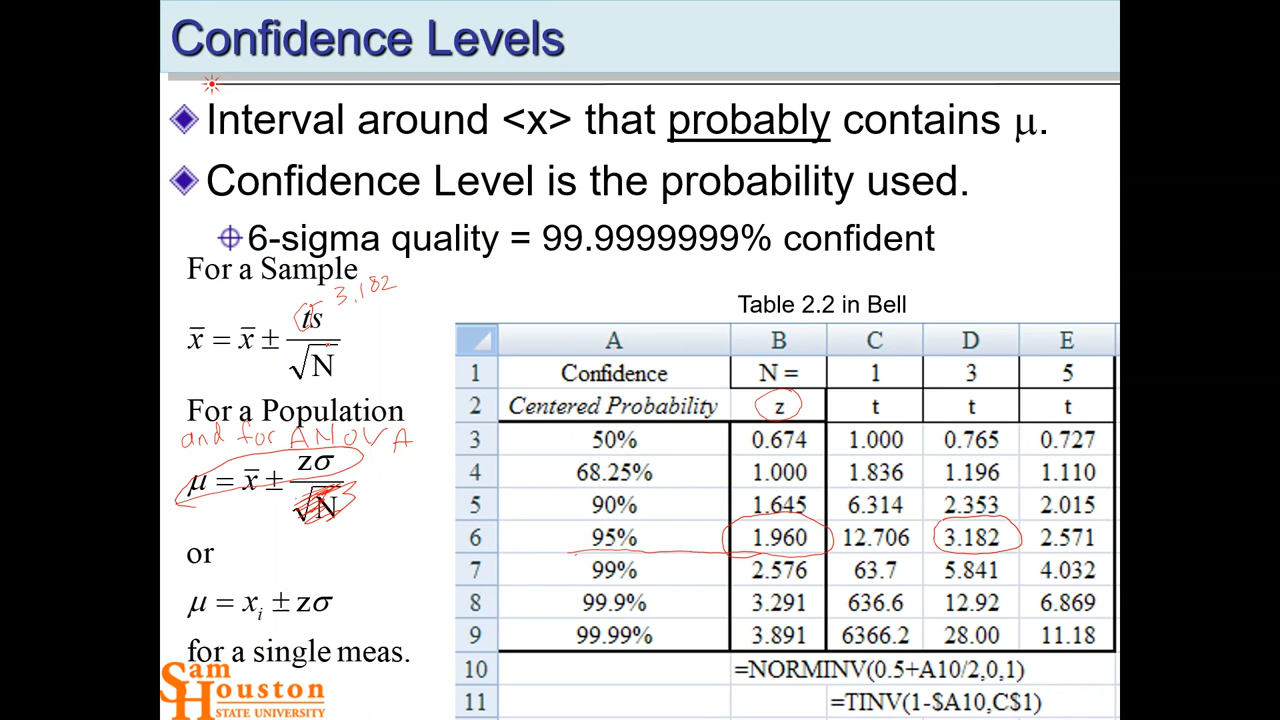 Confidence Levels
Interval around <x> that probably contains μ.
Confidence Level is the probability used.
6-sigma quality = 99.9999999% confident
For a Sample
3.182
x̅ = x̅ ± ts/√N
For a Population
and for ANOVA
μ = x̅ ± zσ/√N
or
μ = xᵢ ± zσ
for a single meas.
Sam
Houston
STATE UNIVERSITY
Table 2.2 in Bell
A B C D E
1 Confidence N = 1 3 5
2 Centered Probability z t t t
3 50% 0.674 1.000 0.765 0.727
4 68.25% 1.000 1.836 1.196 1.110
5 90% 1.645 6.314 2.353 2.015
6 95% 1.960 12.706 3.182 2.571
7 99% 2.576 63.7 5.841 4.032
8 99.9% 3.291 636.6 12.92 6.869
9 99.99% 3.891 6366.2 28.00 11.18
10 =NORMINV(0.5+A10/2,0,1)
11 =TINV(1-$A10,C$1)